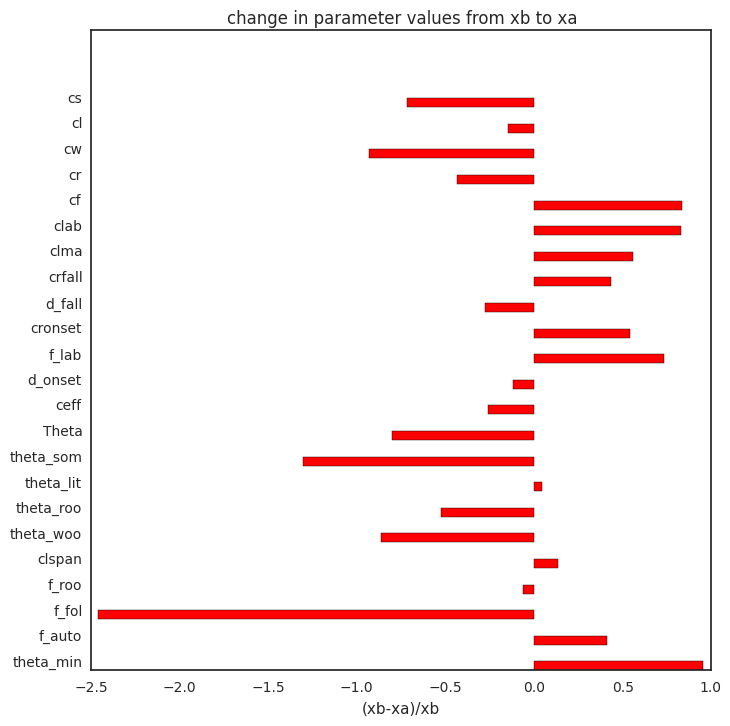 change in parameter values from xb to xa
cs
cl
cw
cr
cf
clab
clma
crfall
d_fall
cronset
f_lab
d_onset
ceff
Theta
theta_som
theta_lit
theta_roo
theta_woo
clspan
f_roo
f_fol
f_auto
theta_min
−2.5 −2.0 −1.5 −1.0 −0.5 0.0 0.5 1.0
(xb-xa)/xb